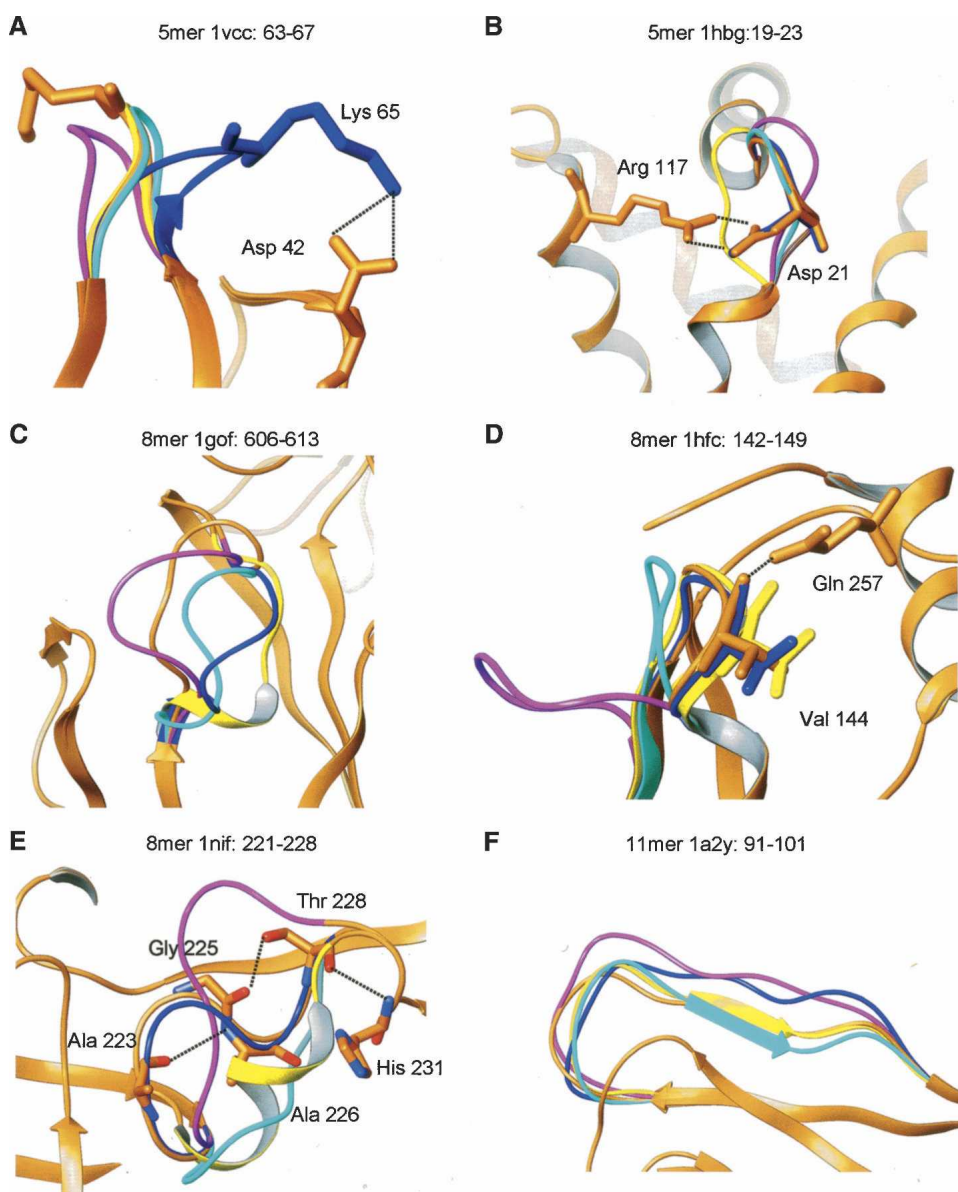 A
5mer 1vcc: 63-67
Lys 65
Asp 42
B
5mer 1hbg:19-23
Arg 117
Asp 21
C
8mer 1gof: 606-613
D
8mer 1hfc: 142-149
Gln 257
Val 144
E
8mer 1nif: 221-228
Thr 228
Gly 225
Ala 223
His 231
Ala 226
F
11mer 1a2y: 91-101